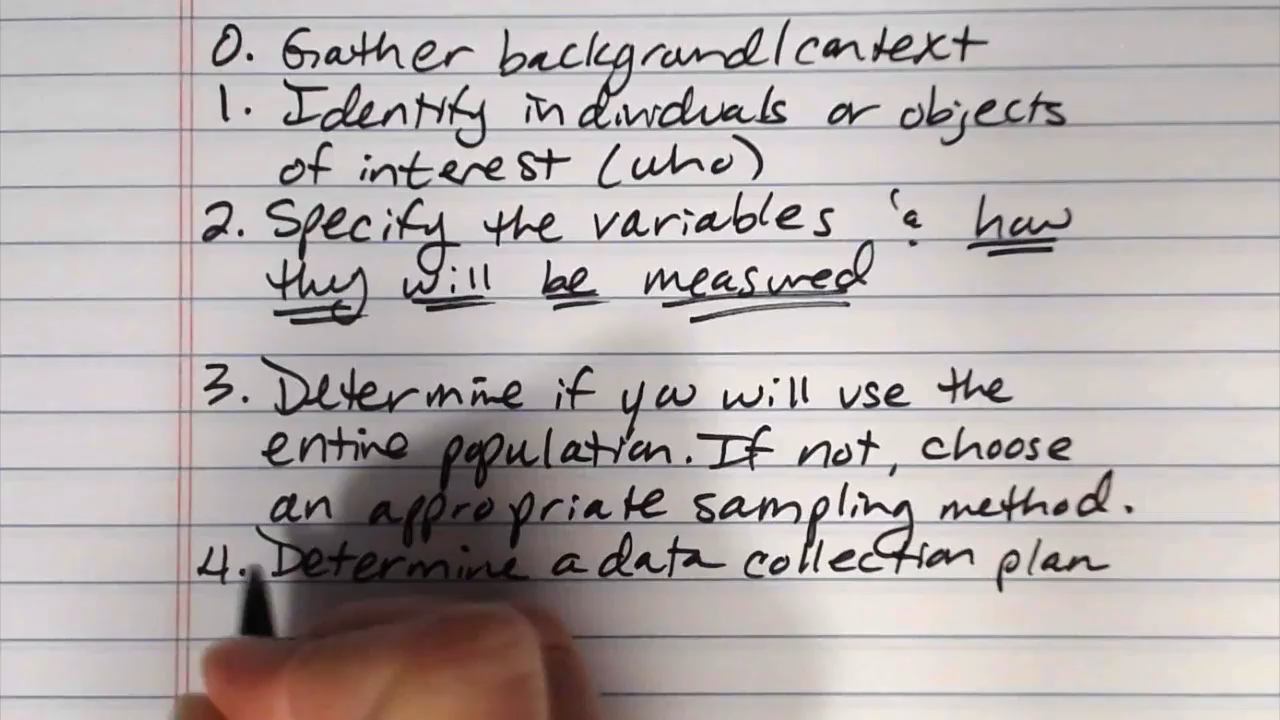 0. Gather background/context
1. Identify individuals or objects
of interest (who)
2. Specify the variables & how
they will be measured
3. Determine if you will use the
entire population. If not, choose
an appropriate sampling method.
4. Determine a data collection plan